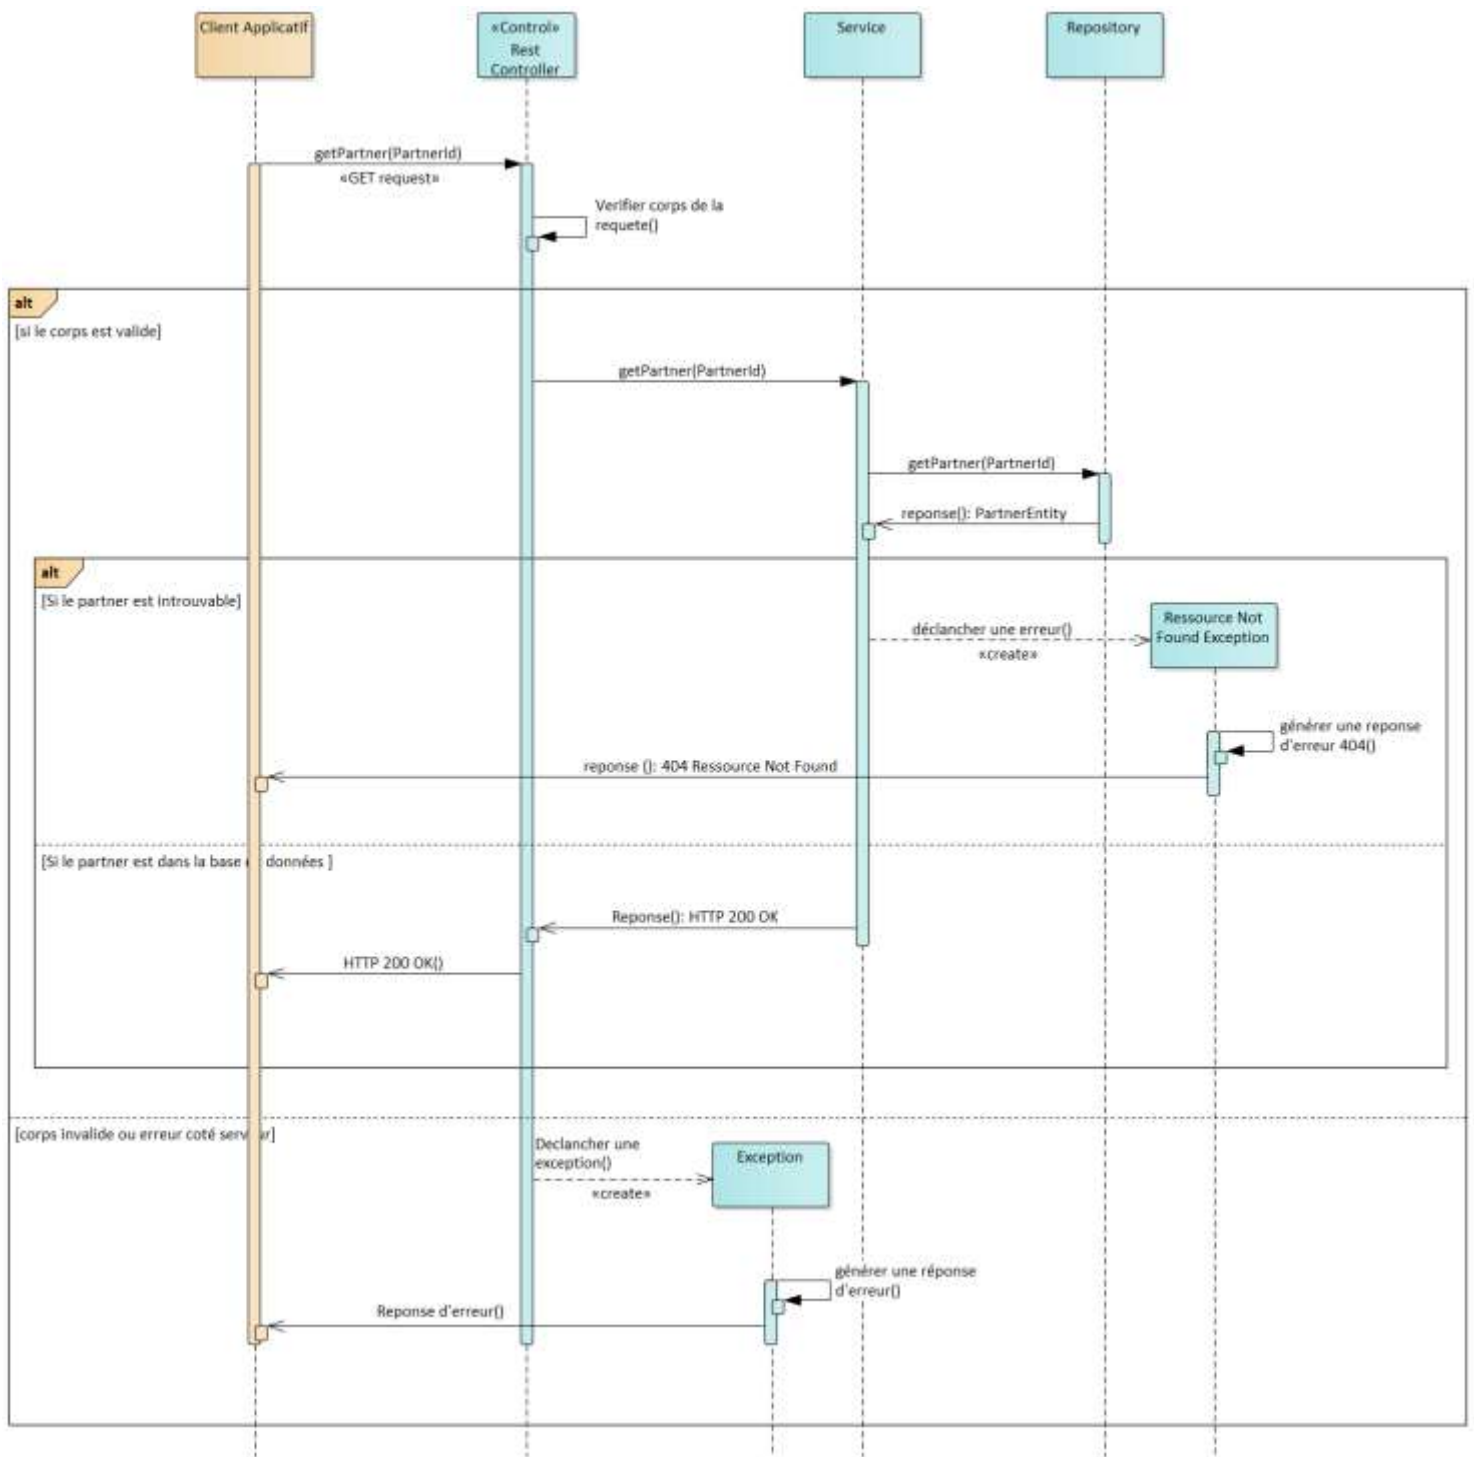 Client Applicatif
«Control»
Rest
Controller
Service
Repository
getPartner(PartnerId)
«GET request»
Verifier corps de la
requete()
alt
[si le corps est valide]
getPartner(PartnerId)
getPartner(PartnerId)
reponse(): PartnerEntity
alt
[Si le partner est introuvable]
déclancher une erreur()
«create»
Ressource Not
Found Exception
générer une reponse
d'erreur 404()
reponse (): 404 Ressource Not Found
[Si le partner est dans la base données ]
Reponse(): HTTP 200 OK
HTTP 200 OK()
[corps invalide ou erreur coté serveur]
Declancher une
exception()
«create»
Exception
générer une réponse
d'erreur()
Reponse d'erreur()